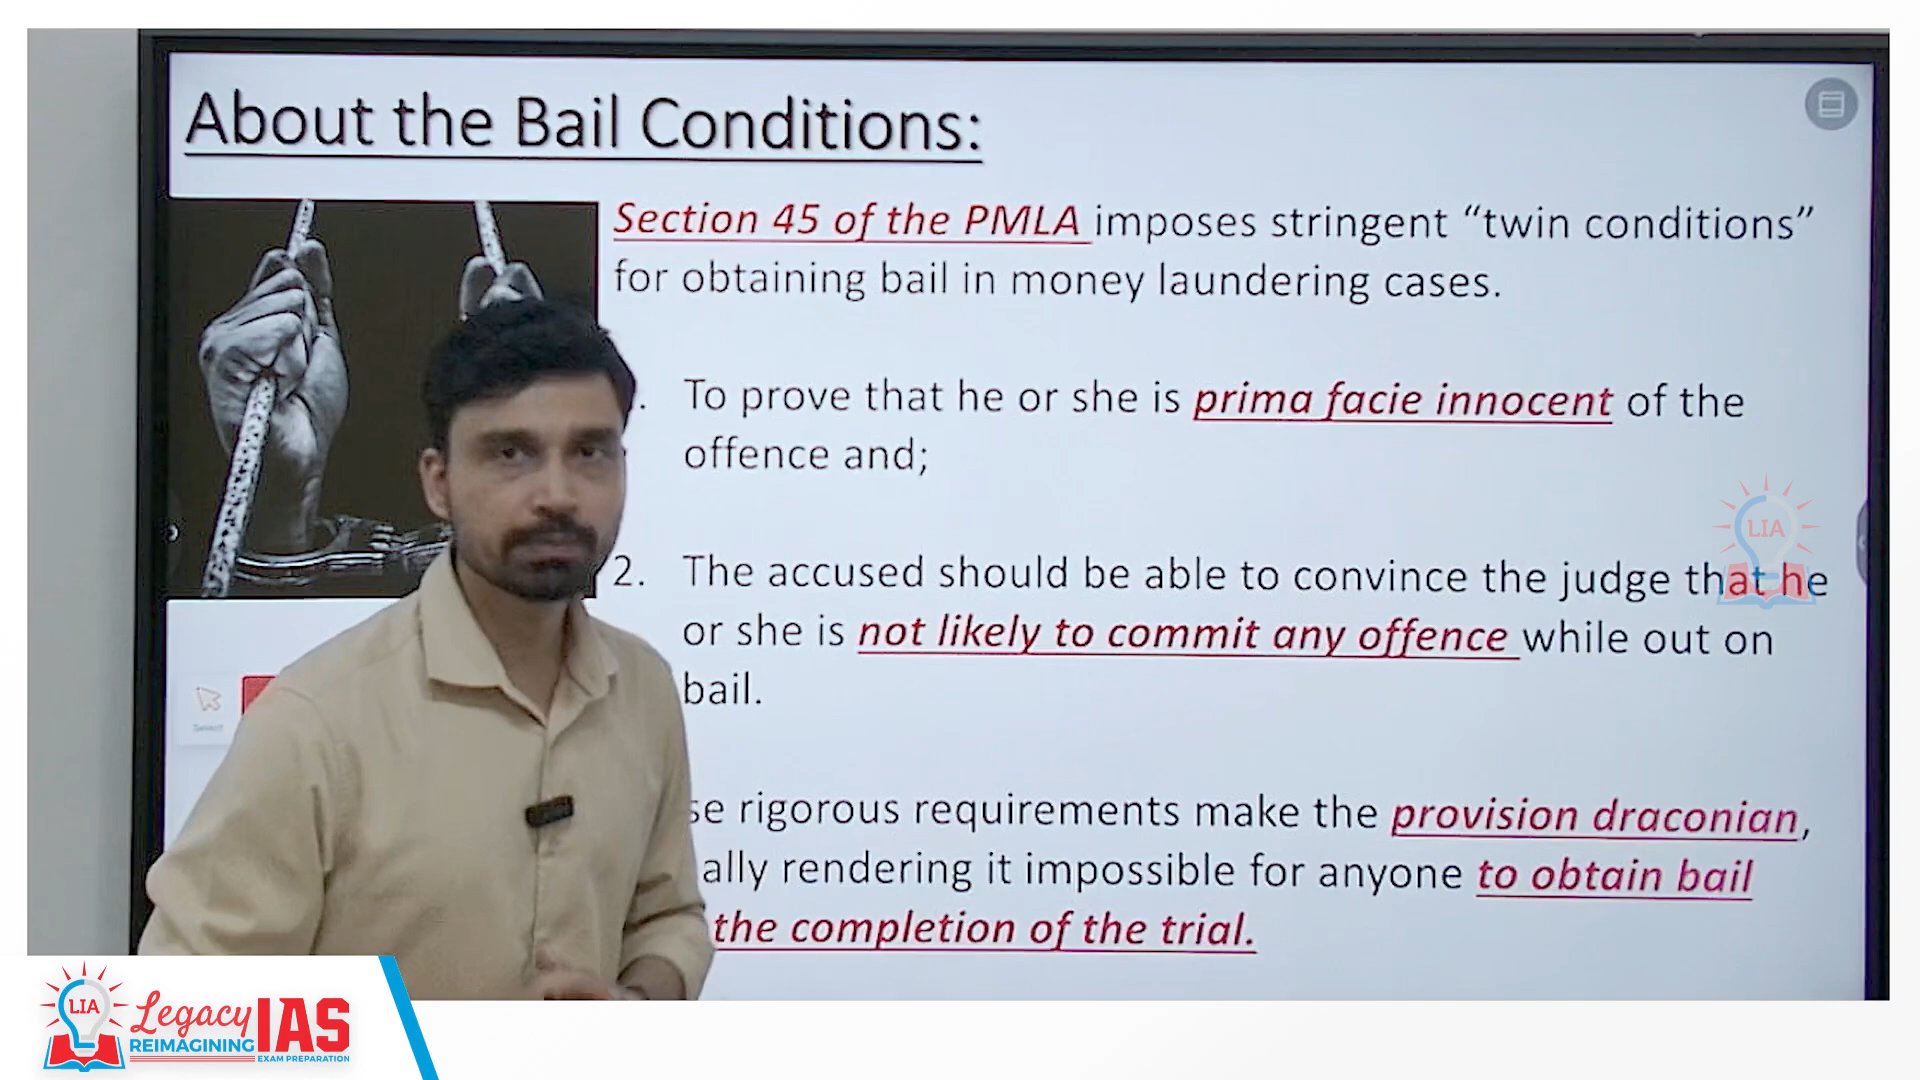 About the Bail Conditions:
Section 45 of the PMLA imposes stringent “twin conditions”
for obtaining bail in money laundering cases.
. To prove that he or she is prima facie innocent of the
offence and;
2. The accused should be able to convince the judge that he
or she is not likely to commit any offence while out on
bail.
se rigorous requirements make the provision draconian,
ally rendering it impossible for anyone to obtain bail
the completion of the trial.
Select
LIA
LIA
Legacy IAS
REIMAGINING
EXAM PREPARATION